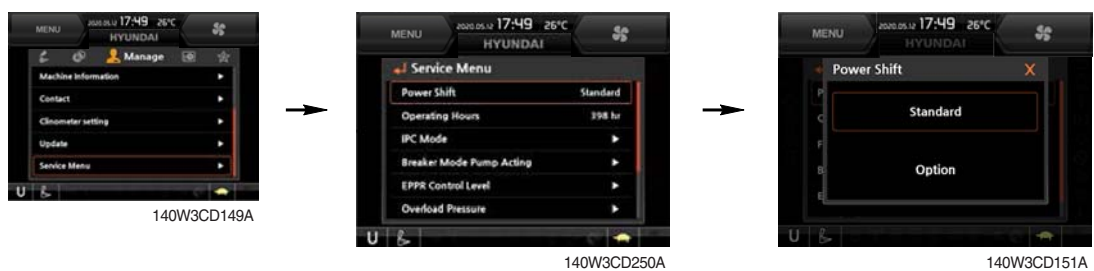 MENU
2020.05.12 17:49 26°C
HYUNDAI
Manage
Machine Information
Contact
Clinometer setting
Update
Service Menu
U
140W3CD149A
MENU
2020.05.12 17:49 26°C
HYUNDAI
Service Menu
Power Shift Standard
Operating Hours 398 hr
IPC Mode
Breaker Mode Pump Acting
EPPR Control Level
Overload Pressure
U
140W3CD250A
MENU
2020.05.12 17:49 26°C
HYUNDAI
Power Shift X
Standard
Option
U
140W3CD151A